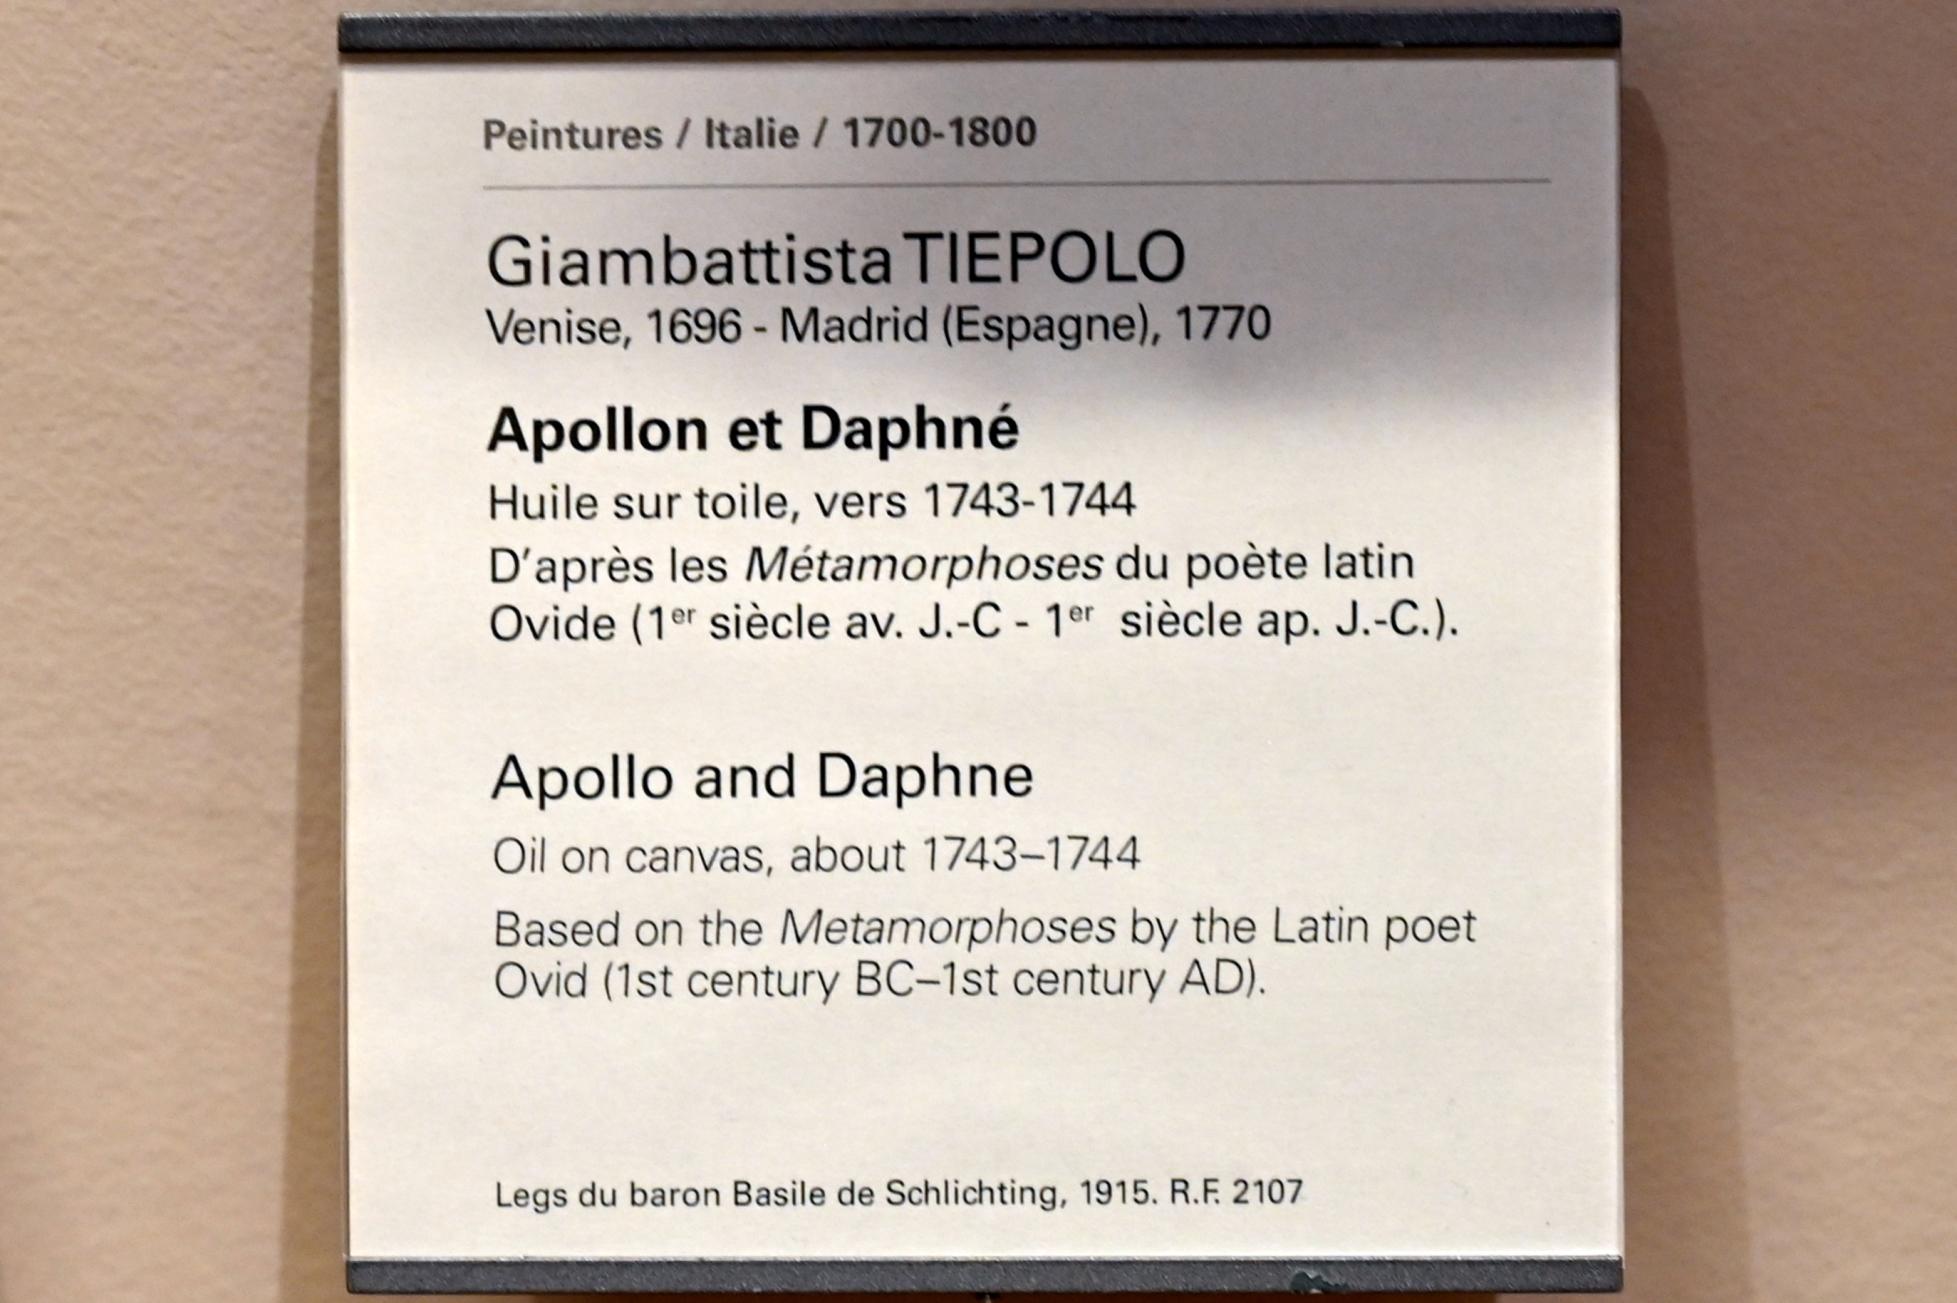 Peintures / Italie / 1700-1800
Giambattista TIEPOLO
Venise, 1696 - Madrid (Espagne), 1770
Apollon et Daphné
Huile sur toile, vers 1743-1744
D'après les Métamorphoses du poète latin
Ovide (1er siècle av. J.-C - 1er siècle ap. J.-C.).
Apollo and Daphne
Oil on canvas, about 1743–1744
Based on the Metamorphoses by the Latin poet
Ovid (1st century BC–1st century AD).
Legs du baron Basile de Schlichting, 1915. R.F. 2107